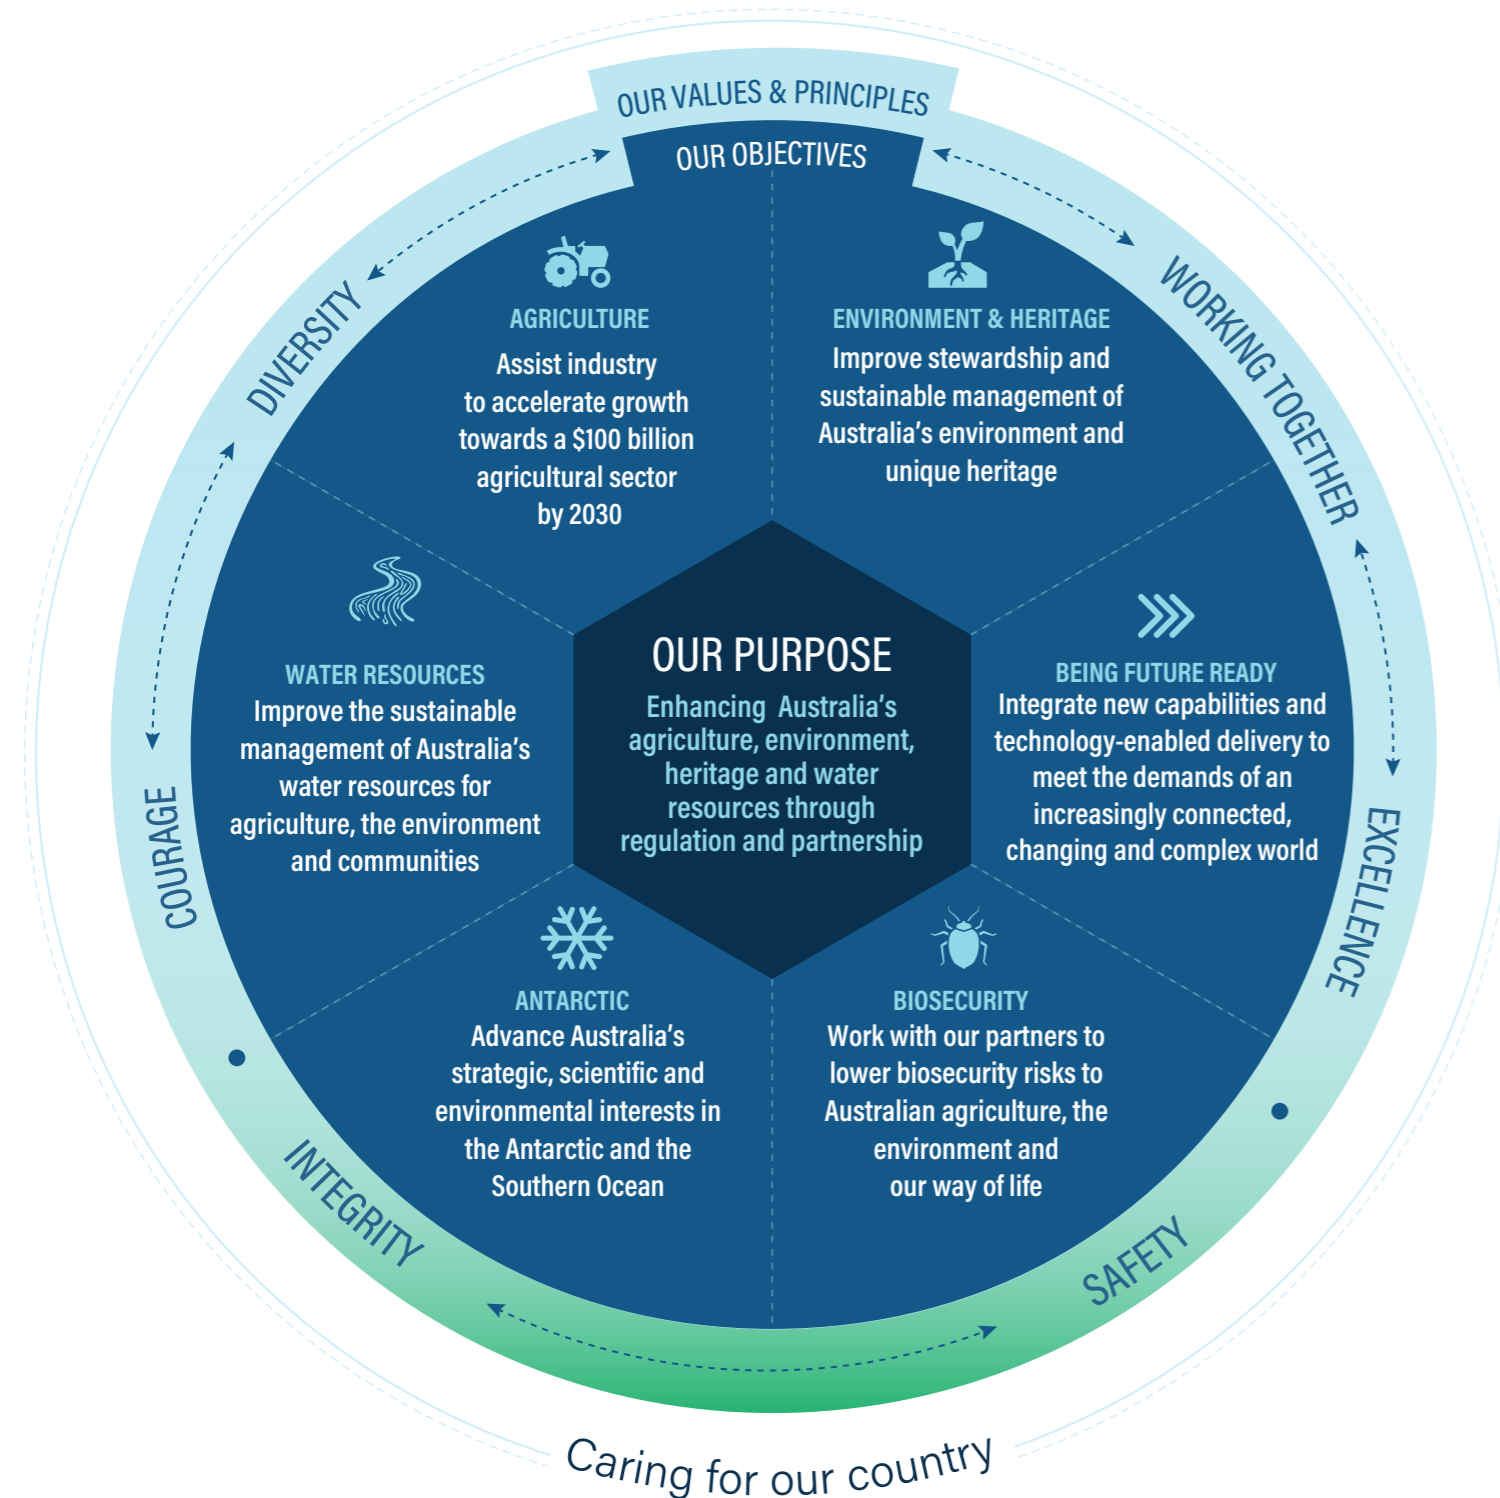 OUR VALUES & PRINCIPLES
OUR OBJECTIVES
DIVERSITY
WORKING TOGETHER
EXCELLENCE
SAFETY
INTEGRITY
COURAGE
AGRICULTURE
Assist industry
to accelerate growth
towards a $100 billion
agricultural sector
by 2030
ENVIRONMENT & HERITAGE
Improve stewardship and
sustainable management of
Australia's environment and
unique heritage
WATER RESOURCES
Improve the sustainable
management of Australia's
water resources for
agriculture, the environment
and communities
OUR PURPOSE
Enhancing Australia's
agriculture, environment,
heritage and water
resources through
regulation and partnership
BEING FUTURE READY
Integrate new capabilities and
technology-enabled delivery to
meet the demands of an
increasingly connected,
changing and complex world
ANTARCTIC
Advance Australia's
strategic, scientific and
environmental interests in
the Antarctic and the
Southern Ocean
BIOSECURITY
Work with our partners to
lower biosecurity risks to
Australian agriculture, the
environment and
our way of life
Caring for our country